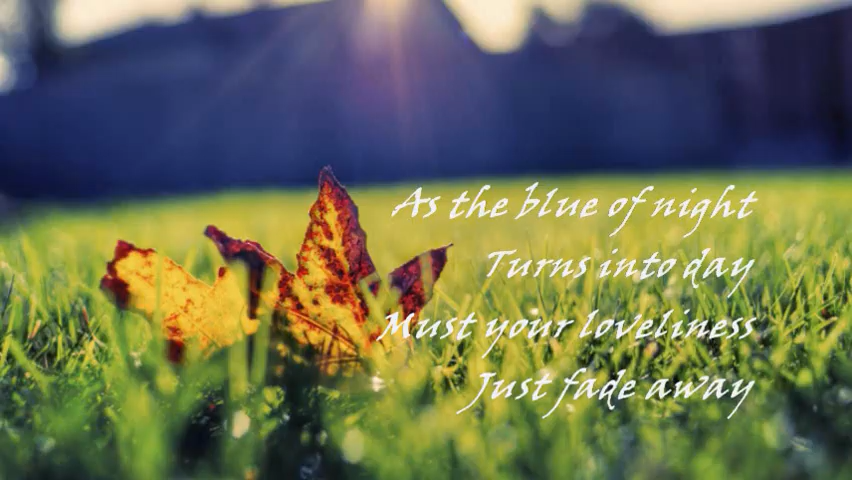 As the blue of night
Turns into day
Must your loveliness
Just fade away